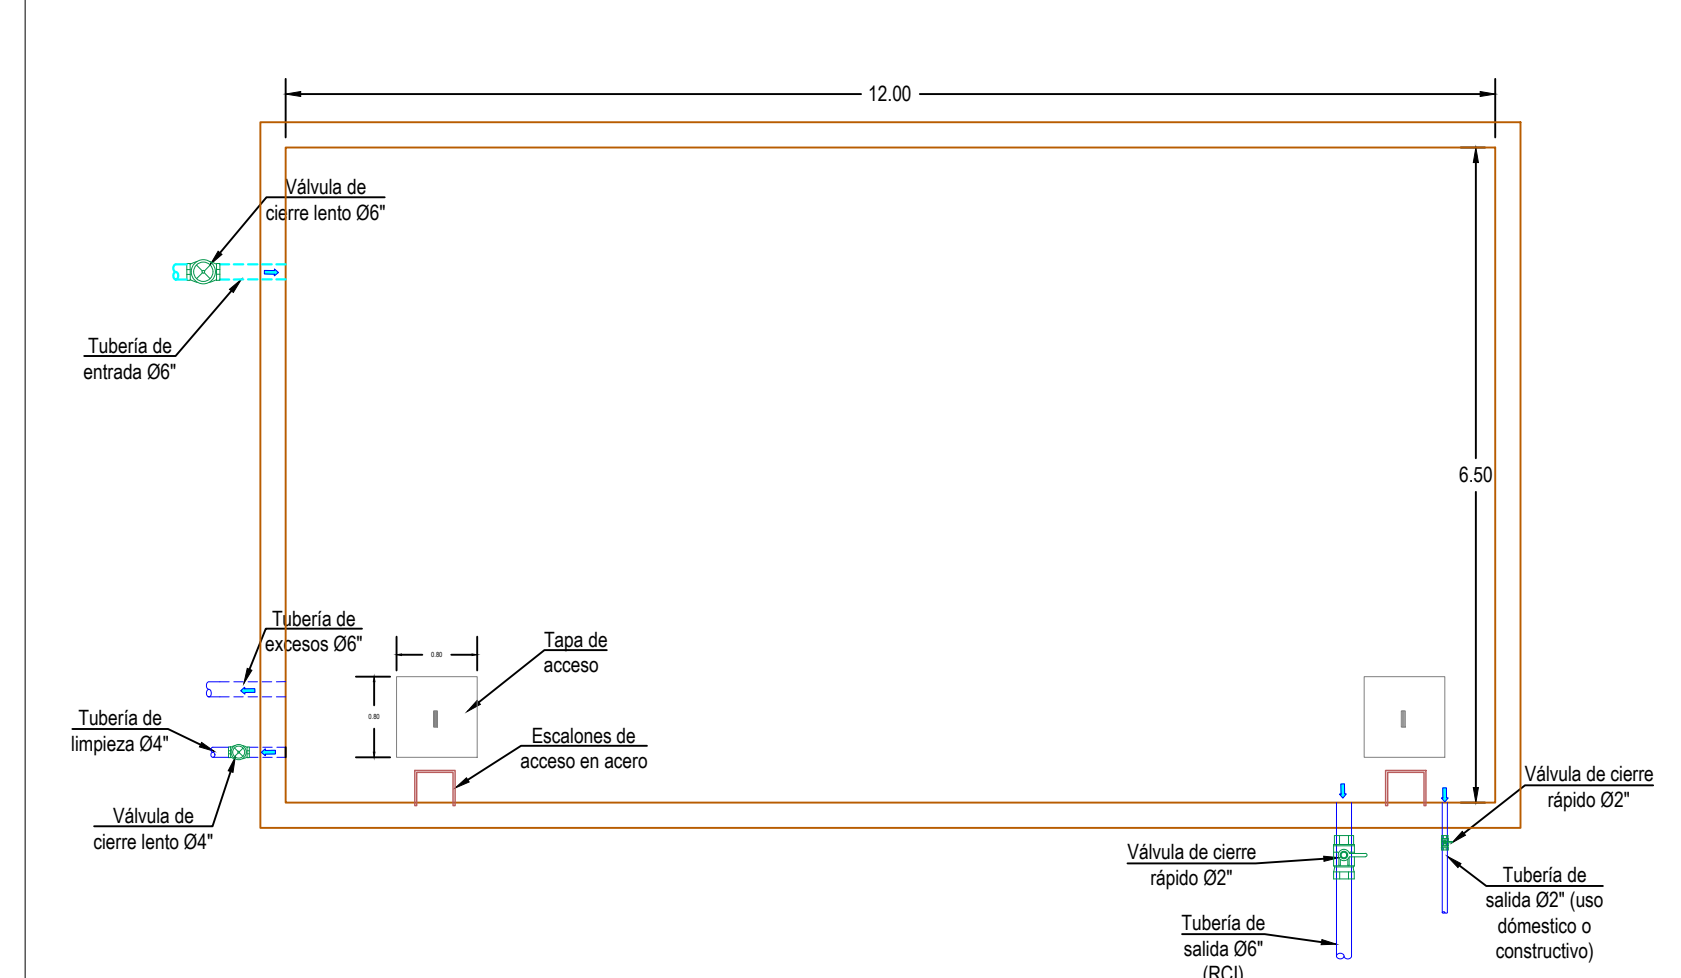 12.00
Válvula de
cierre lento Ø6"
Tubería de
entrada Ø6"
6.50
Tubería de
excesos Ø6"
0.80
Tapa de
acceso
0.80
Tubería de
limpieza Ø4"
Escalones de
acceso en acero
Válvula de
cierre lento Ø4"
Válvula de cierre
rápido Ø2"
Válvula de cierre
rápido Ø2"
Tubería de
salida Ø2" (uso
dómestico o
constructivo)
Tubería de
salida Ø6"
(RCI)